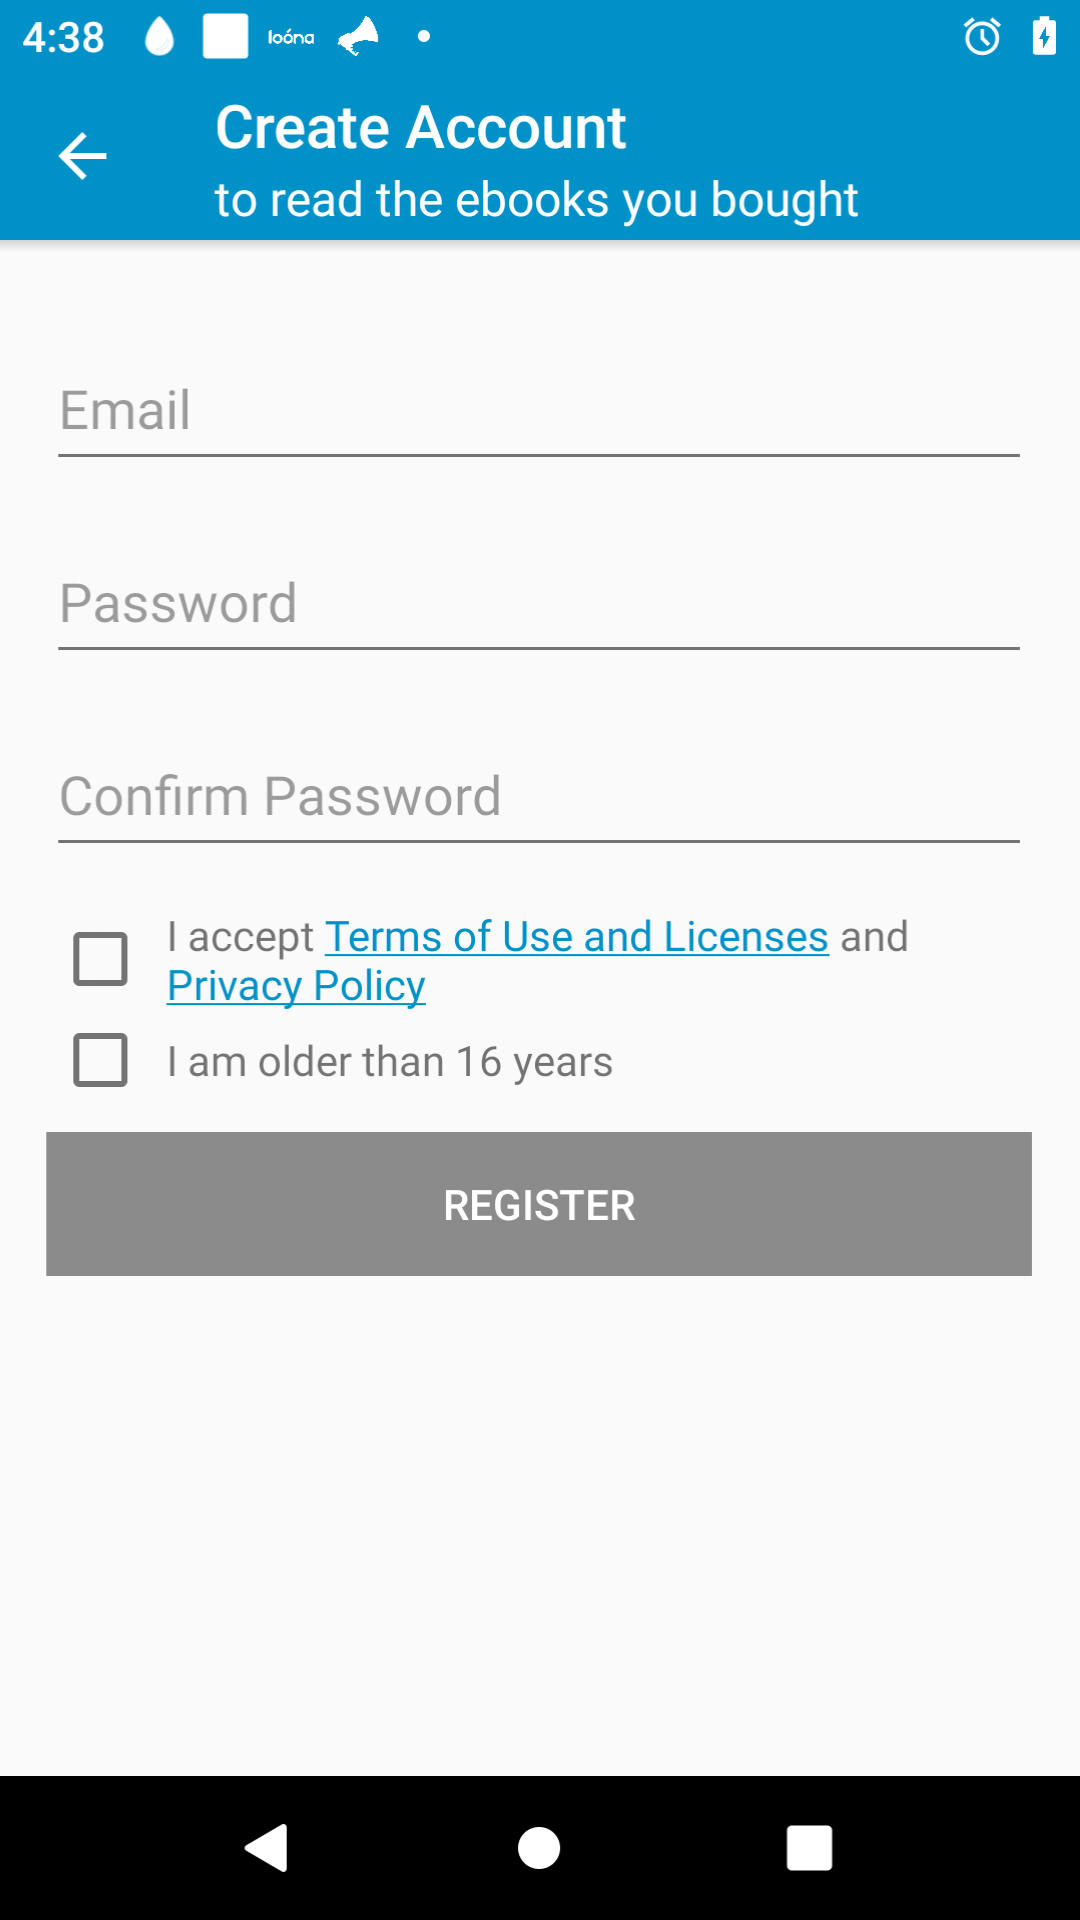 4:38 loóna
Create Account
to read the ebooks you bought
Email
Password
Confirm Password
I accept Terms of Use and Licenses and
Privacy Policy
I am older than 16 years
REGISTER